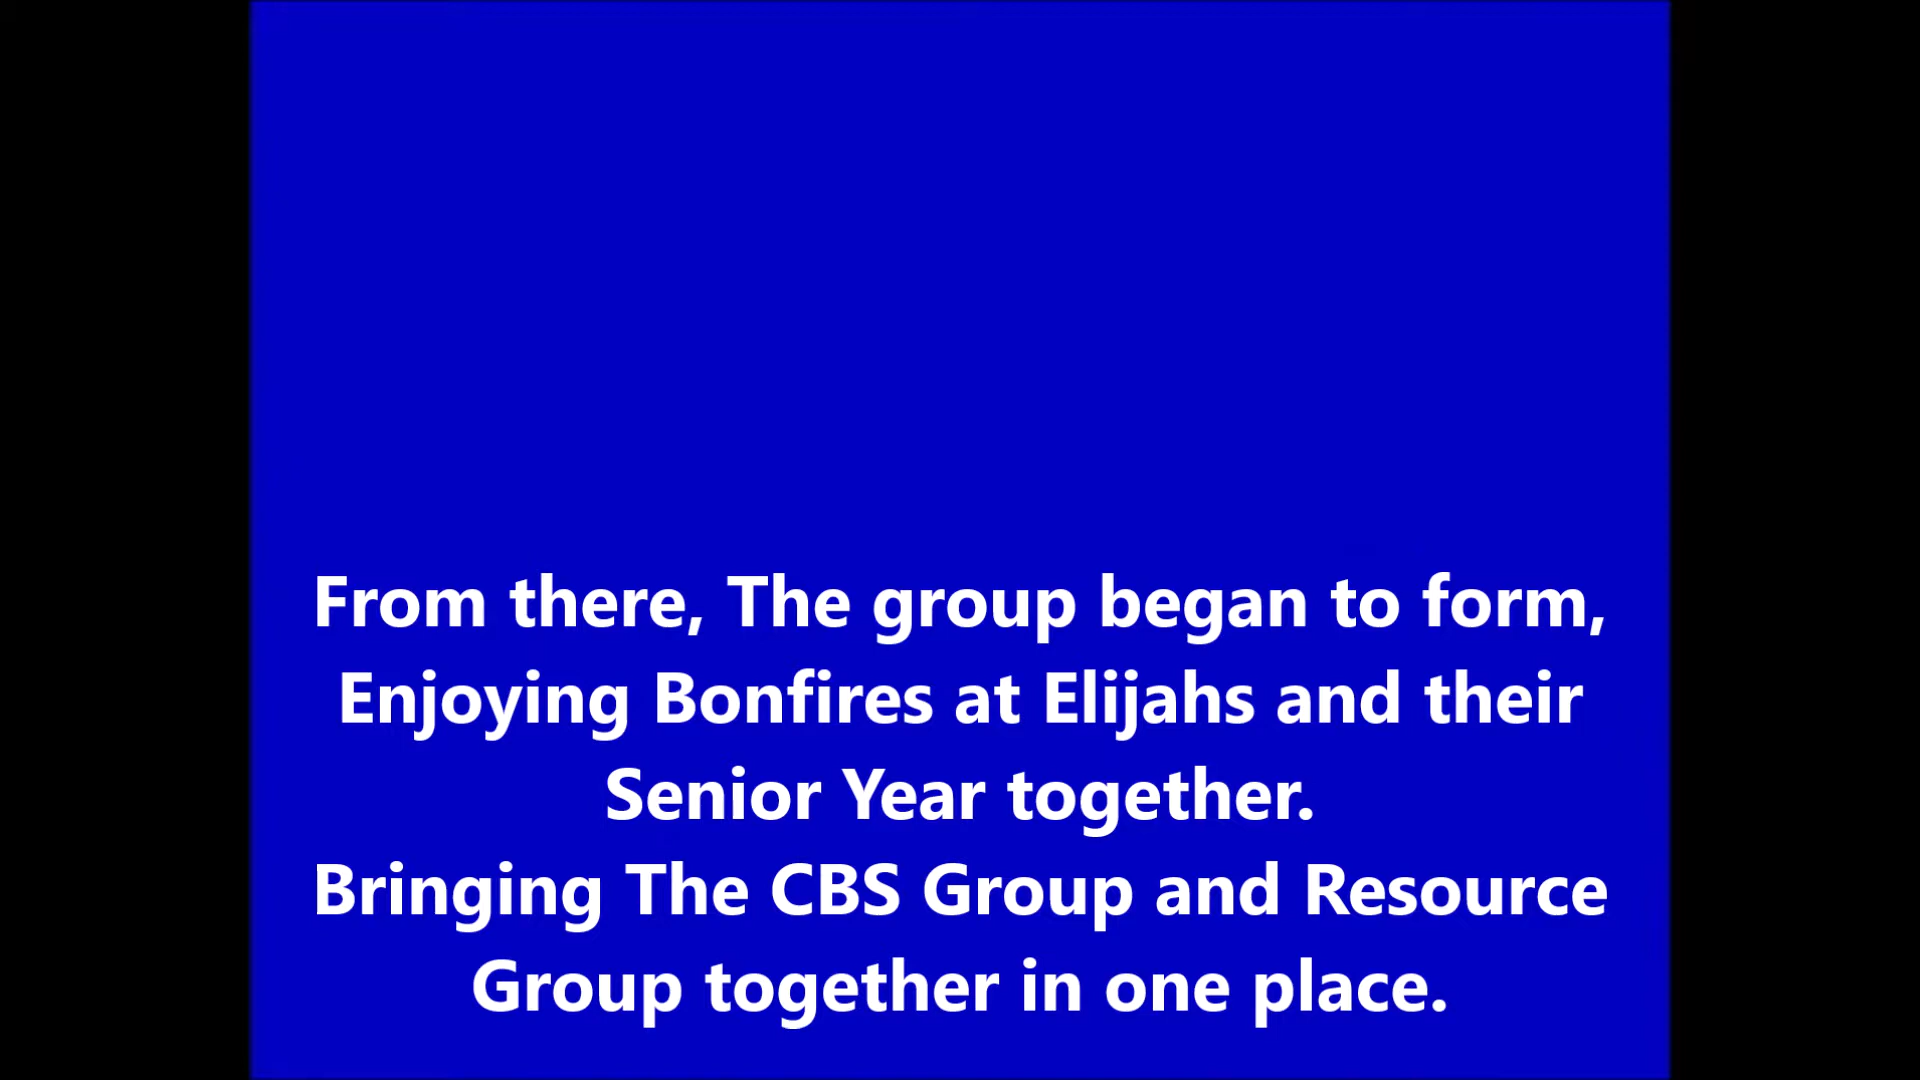 From there, The group began to form,
Enjoying Bonfires at Elijahs and their
Senior Year together.
Bringing The CBS Group and Resource
Group together in one place.